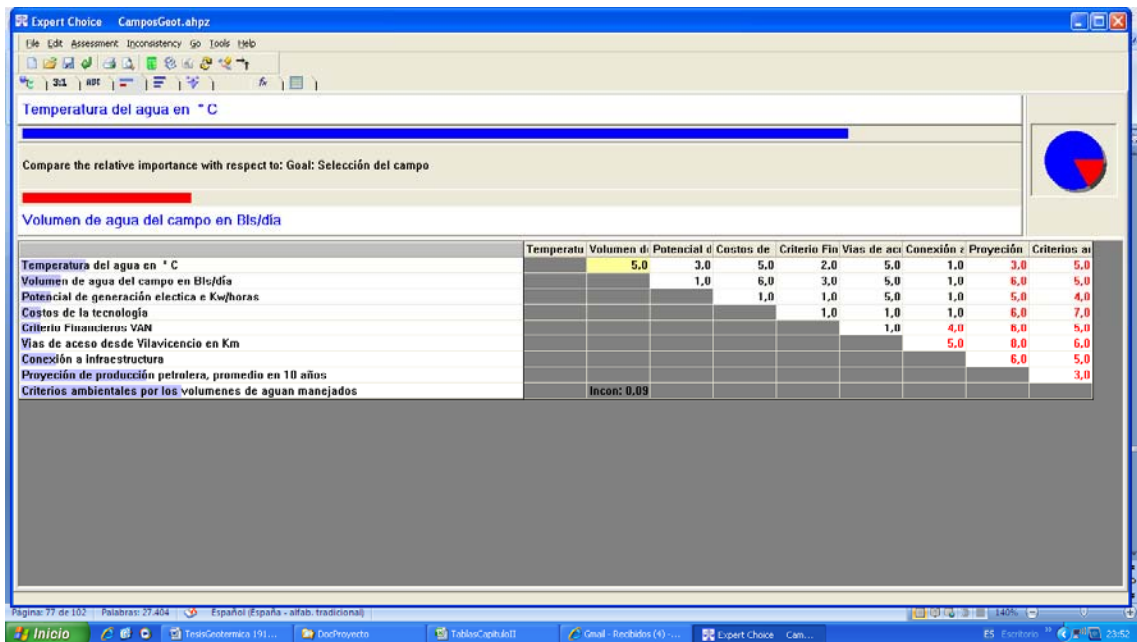 Expert Choice CamposGeot.ahpz
File Edit Assessment Inconsistency Go Tools Help
3:1 ABC fx
Temperatura del agua en ° C
Compare the relative importance with respect to: Goal: Selección del campo
Volumen de agua del campo en Bls/día
Temperatu Volumen d Potencial d Costos de Criterio Fin Vias de acc Conexión a Proyeción Criterios a
Temperatura del agua en ° C 5,0 3,0 5,0 2,0 5,0 1,0 3,0 5,0
Volumen de agua del campo en Bls/día 1,0 6,0 3,0 5,0 1,0 6,0 5,0
Potencial de generación electica e Kw/horas 1,0 1,0 5,0 1,0 5,0 4,0
Costos de la tecnología 1,0 1,0 1,0 6,0 7,0
Criterio Financieros VAN 1,0 4,0 8,0 5,0
Vias de aceso desde Vilavicencio en Km 5,0 8,0 6,0
Conexión a Infraestructura 6,0 5,0
Proyeción de producción petrolera, promedio en 10 años 3,0
Criterios ambientales por los volumenes de aguan manejados Incon: 0,09
Página: 77 de 102 Palabras: 27.404 Español (España - alfab. tradicional) 140%
Inicio TesisGeotermica 191... DocProyecto TablasCapituloII Gmail - Recibidos (4) -... Expert Choice Cam... ES Escritorio 23:53